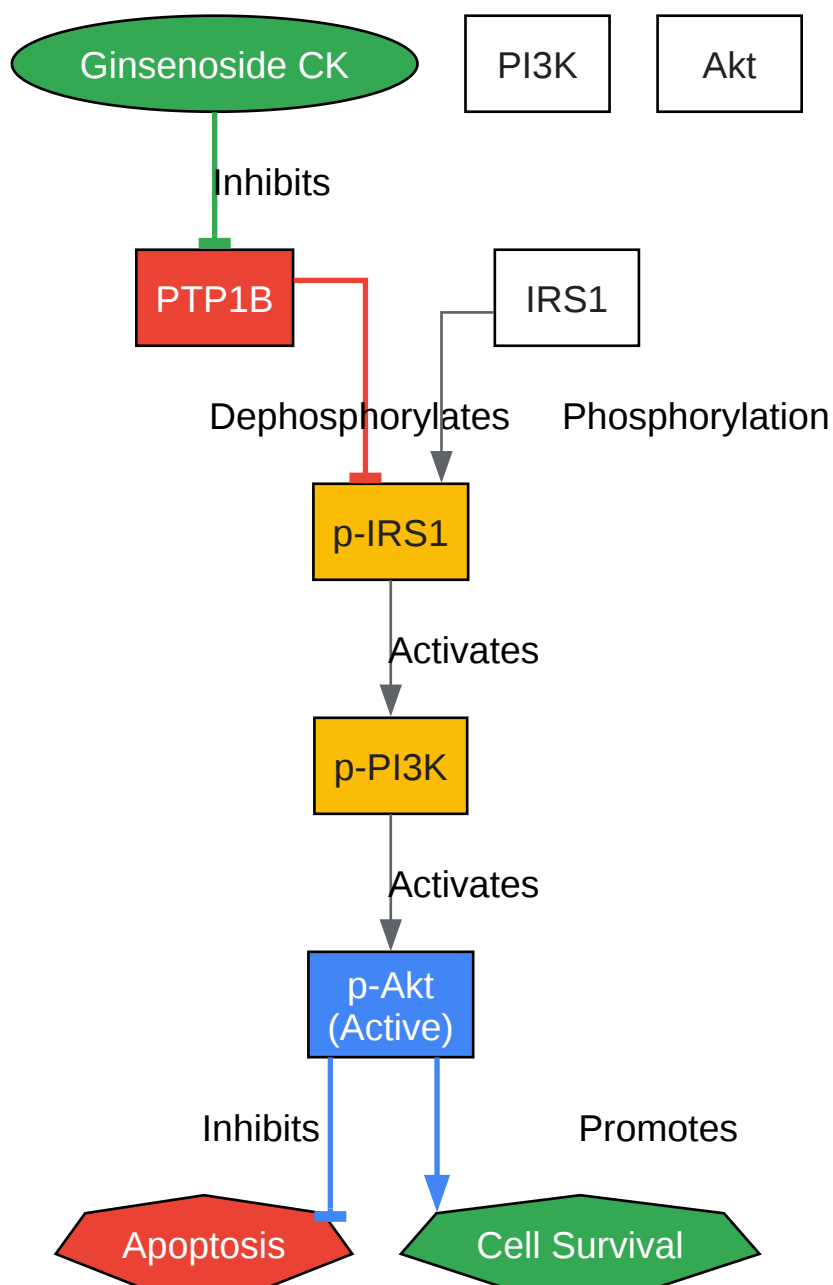 Ginsenoside CK
PI3K
Akt
Inhibits
PTP1B
IRS1
Dephosphorylates
Phosphorylation
p-IRS1
Activates
p-PI3K
Activates
p-Akt
(Active)
Inhibits
Promotes
Apoptosis
Cell Survival